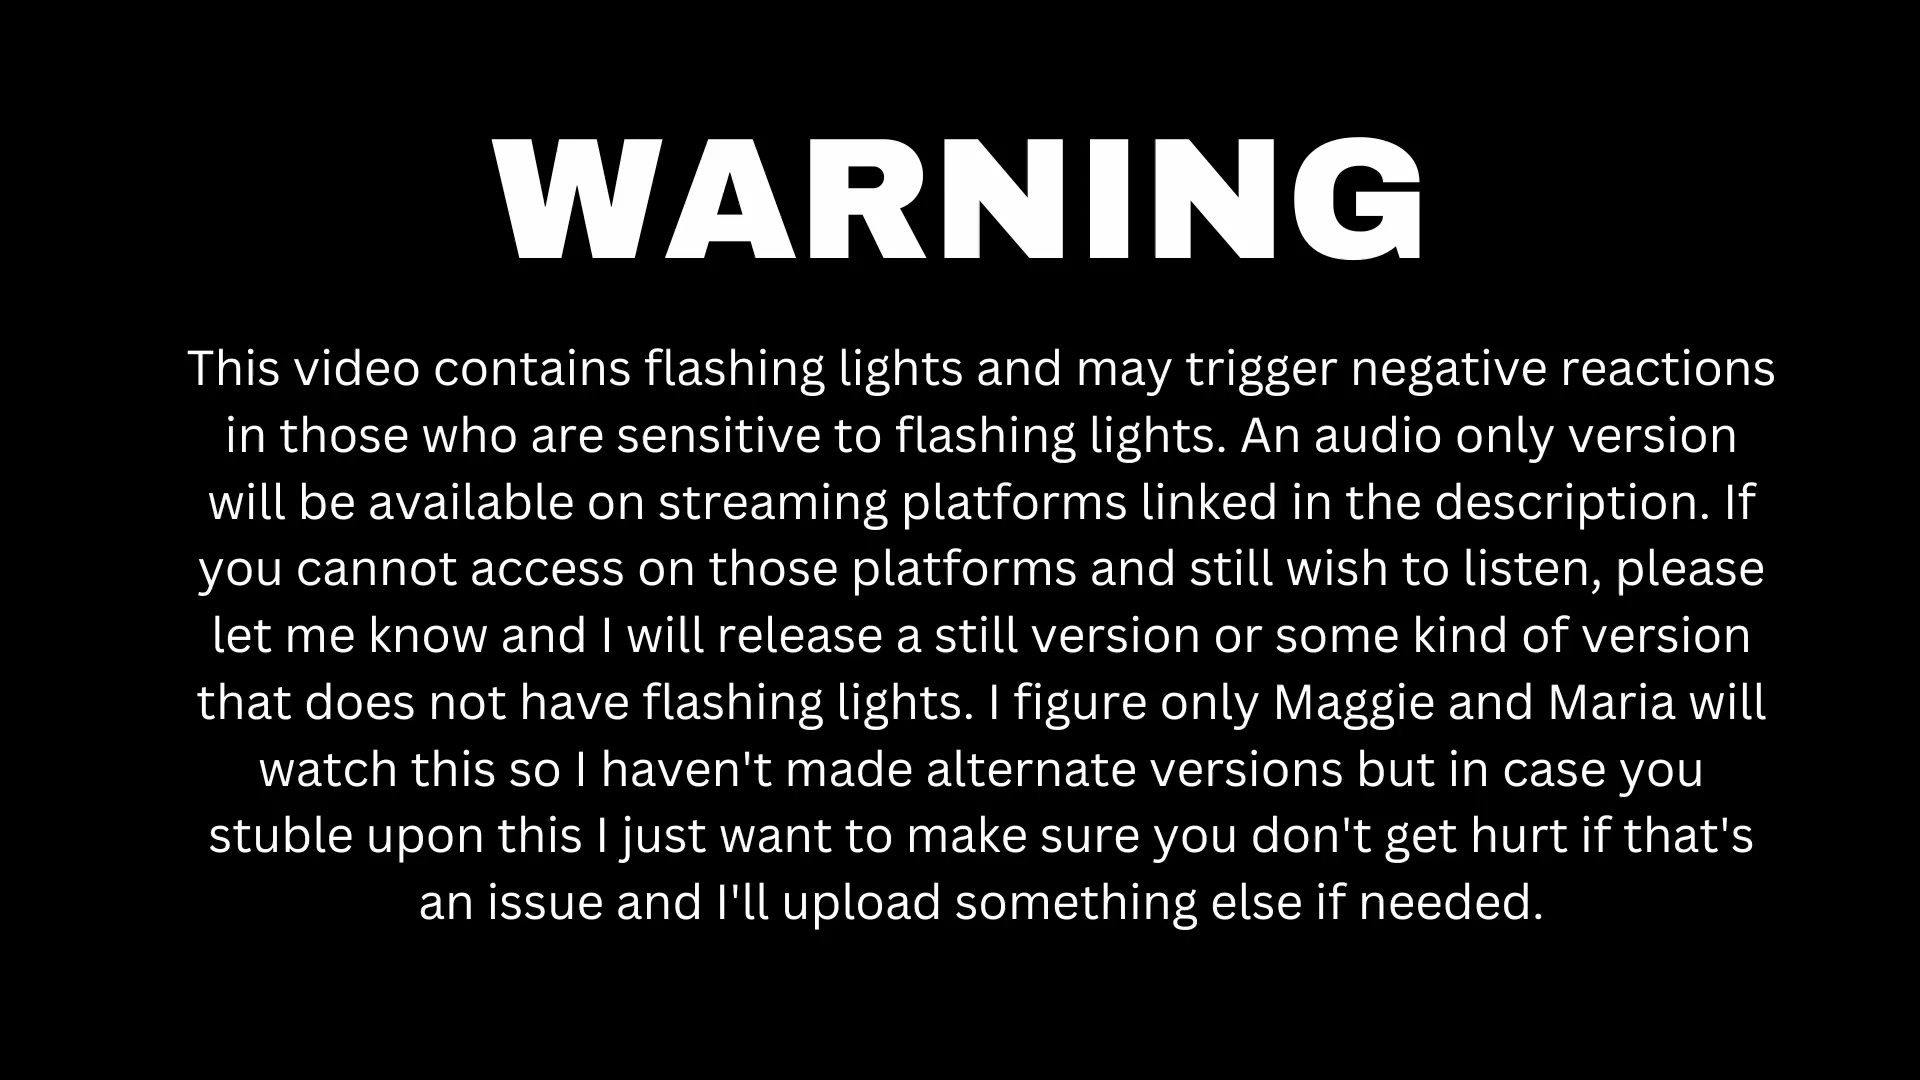 WARNING
This video contains flashing lights and may trigger negative reactions
in those who are sensitive to flashing lights. An audio only version
will be available on streaming platforms linked in the description. If
you cannot access on those platforms and still wish to listen, please
let me know and I will release a still version or some kind of version
that does not have flashing lights. I figure only Maggie and Maria will
watch this so I haven't made alternate versions but in case you
stuble upon this I just want to make sure you don't get hurt if that's
an issue and I'll upload something else if needed.